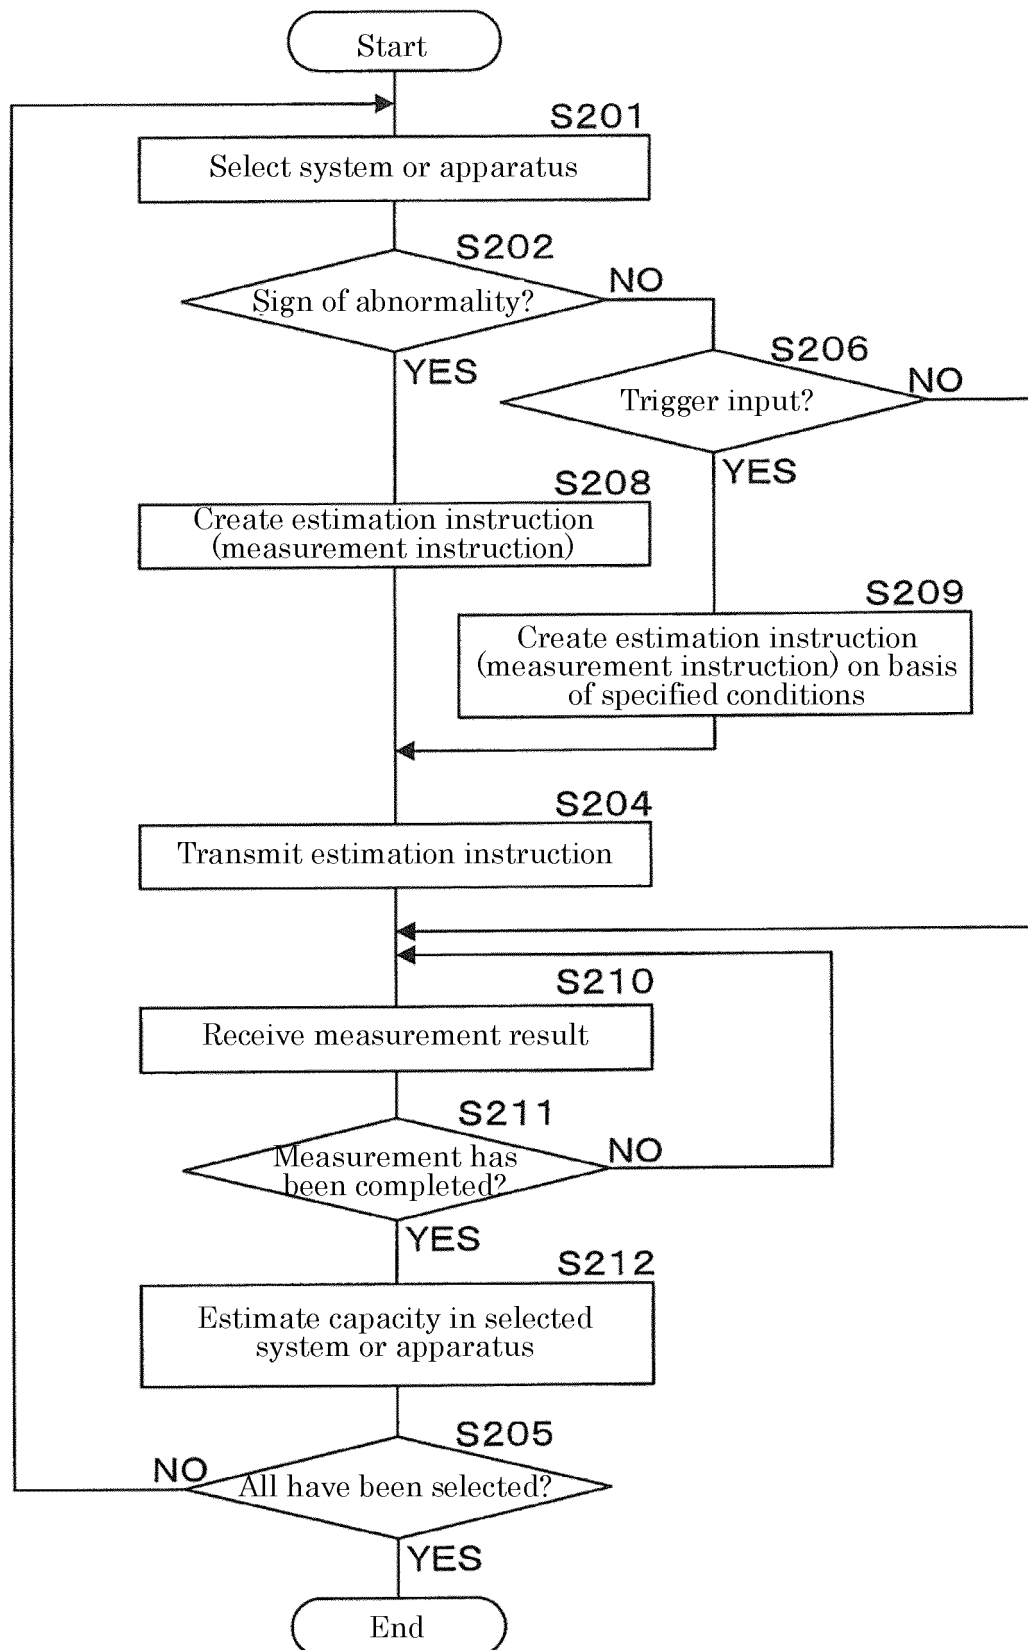 Start
S201
Select system or apparatus
S202
Sign of abnormality?
NO
YES
S206
Trigger input?
NO
YES
S208
Create estimation instruction
(measurement instruction)
S209
Create estimation instruction
(measurement instruction) on basis
of specified conditions
S204
Transmit estimation instruction
S210
Receive measurement result
S211
Measurement has
been completed?
NO
YES
S212
Estimate capacity in selected
system or apparatus
S205
All have been selected?
NO
YES
End